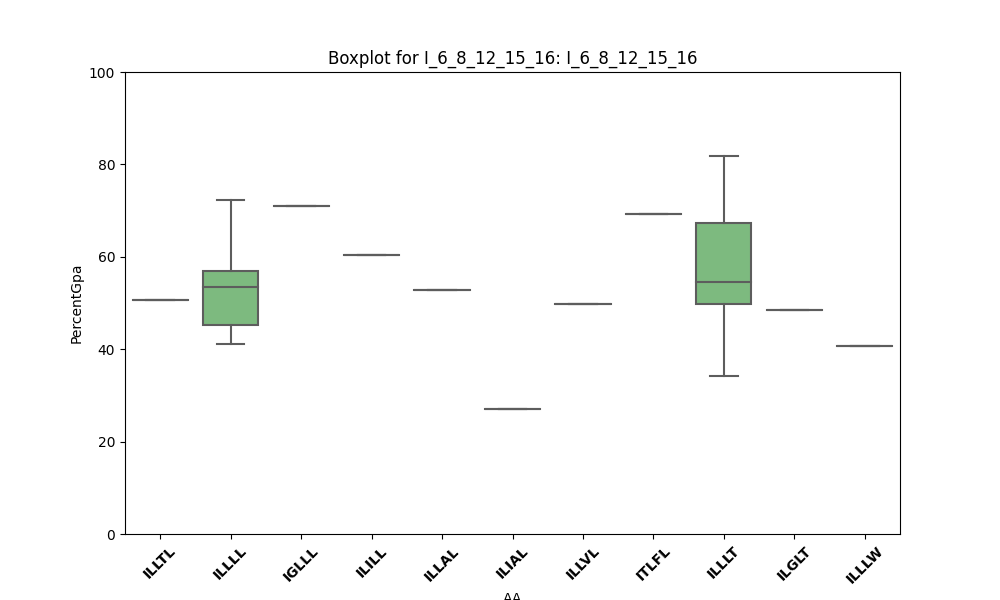 Boxplot for I_6_8_12_15_16: I_6_8_12_15_16
100
80
60
40
20
0
PercentGpa
ILLTL
ILLLL
IGLLL
ILILL
ILLAL
ILIAL
ILLVL
ITLFL
ILLLT
ILGLT
ILLLW
AA